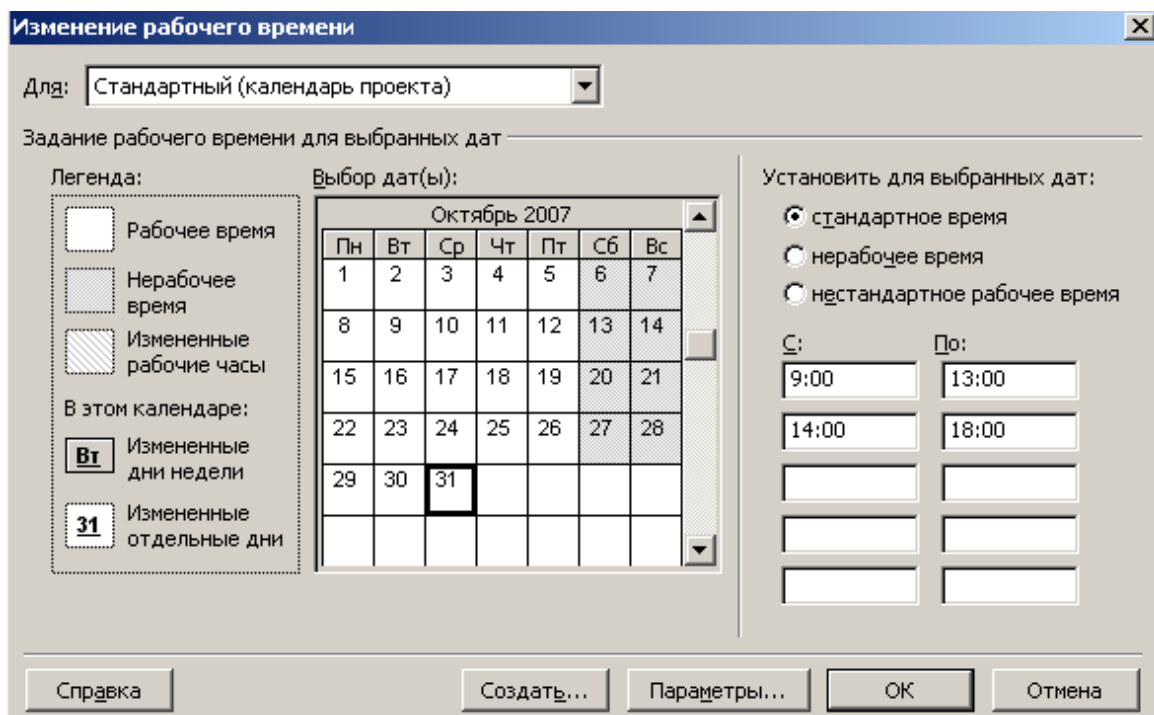 Изменение рабочего времени
Для: Стандартный (календарь проекта)
Задание рабочего времени для выбранных дат
Легенда:
Рабочее время
Нерабочее
время
Измененные
рабочие часы
В этом календаре:
Вт Измененные
дни недели
31 Измененные
отдельные дни
Выбор дат(ы):
Октябрь 2007
Пн Вт Ср Чт Пт Сб Вс
1 2 3 4 5 6 7
8 9 10 11 12 13 14
15 16 17 18 19 20 21
22 23 24 25 26 27 28
29 30 31
Установить для выбранных дат:
стандартное время
нерабочее время
нестандартное рабочее время
С: По:
9:00 13:00
14:00 18:00
Справка Создать... Параметры... ОК Отмена